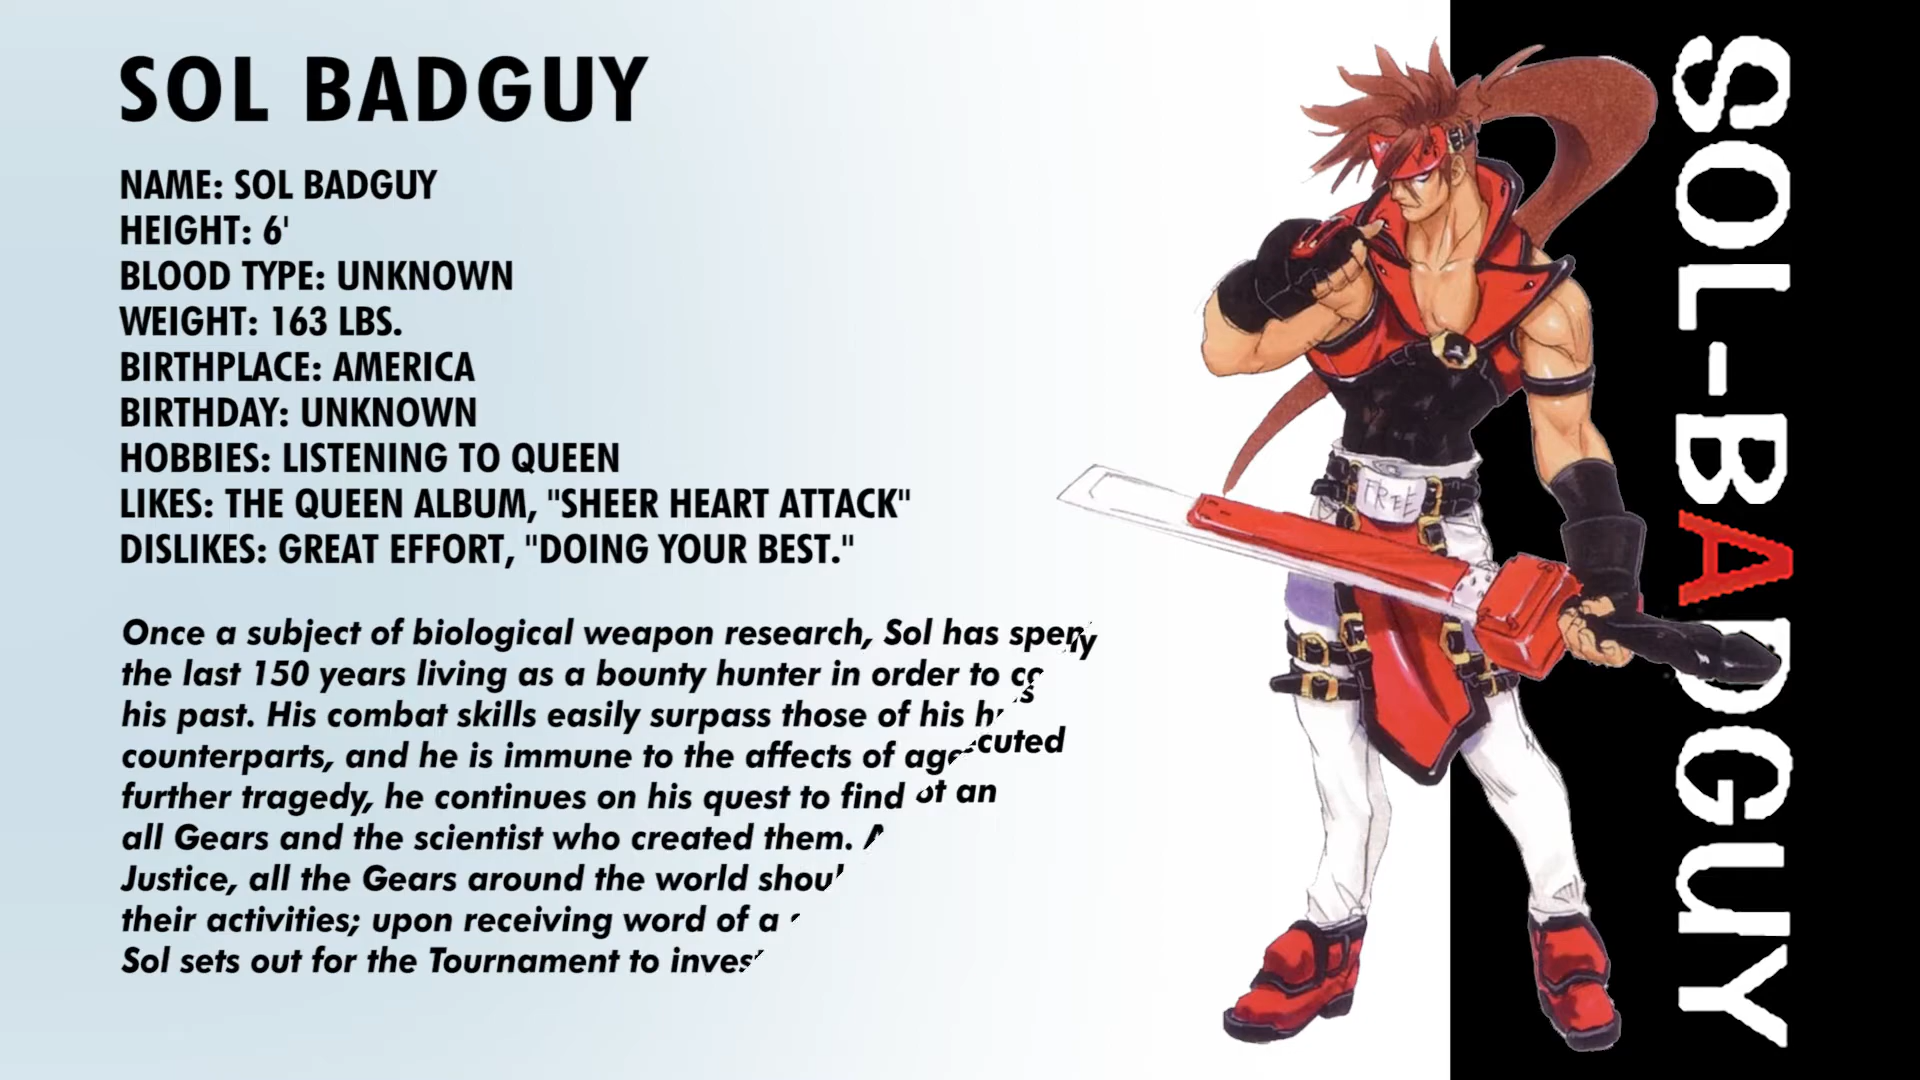 SOL BADGUY
NAME: SOL BADGUY
HEIGHT: 6'
BLOOD TYPE: UNKNOWN
WEIGHT: 163 LBS.
BIRTHPLACE: AMERICA
BIRTHDAY: UNKNOWN
HOBBIES: LISTENING TO QUEEN
LIKES: THE QUEEN ALBUM, "SHEER HEART ATTACK"
DISLIKES: GREAT EFFORT, "DOING YOUR BEST."
Once a subject of biological weapon research, Sol has
the last 150 years living as a bounty hunter in order to
his past. His combat skills easily surpass those of his
counterparts, and he is immune to the affects of
further tragedy, he continues on his quest to find
an
all Gears and the scientist who created them.
Justice, all the Gears around the world
their activities; upon receiving word of a
Sol sets out for the Tournament to
FREE
SOL-BADGUY